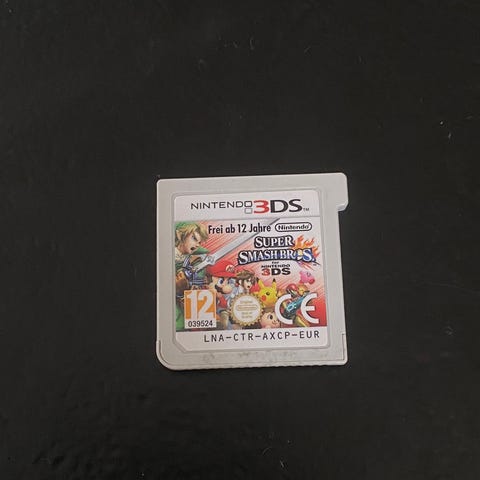 NINTENDO 3DS™
Frei ab 12 Jahre Nintendo
SUPER
SMASH BROS.
for
NINTENDO
3DS
12
039524
CE
LNA-CTR-AXCP-EUR